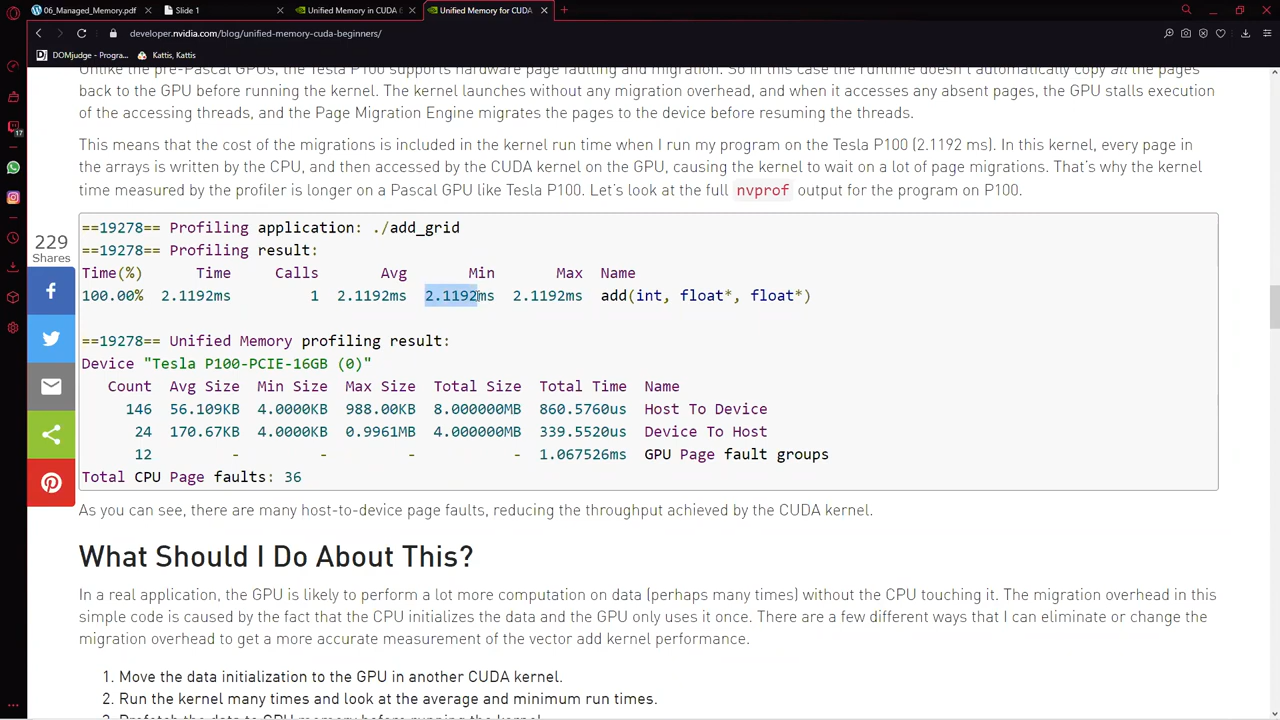 06_Managed_Memory.pdf
Slide 1
Unified Memory in CUDA 6
Unified Memory for CUDA
developer.nvidia.com/blog/unified-memory-cuda-beginners/
DOMjudge - Progra...
Kattis, Kattis
Unlike the pre-Pascal GPUs, the Tesla P100 supports hardware page faulting and migration. So in this case the runtime doesn't automatically copy all the pages
back to the GPU before running the kernel. The kernel launches without any migration overhead, and when it accesses any absent pages, the GPU stalls execution
of the accessing threads, and the Page Migration Engine migrates the pages to the device before resuming the threads.
This means that the cost of the migrations is included in the kernel run time when I run my program on the Tesla P100 (2.1192 ms). In this kernel, every page in
the arrays is written by the CPU, and then accessed by the CUDA kernel on the GPU, causing the kernel to wait on a lot of page migrations. That's why the kernel
time measured by the profiler is longer on a Pascal GPU like Tesla P100. Let's look at the full nvprof output for the program on P100.
==19278== Profiling application: ./add_grid
==19278== Profiling result:
Time(%) Time Calls Avg Min Max Name
100.00% 2.1192ms 1 2.1192ms 2.1192ms 2.1192ms add(int, float*, float*)
==19278== Unified Memory profiling result:
Device "Tesla P100-PCIE-16GB (0)"
Count Avg Size Min Size Max Size Total Size Total Time Name
146 56.109KB 4.0000KB 988.00KB 8.000000MB 860.5760us Host To Device
24 170.67KB 4.0000KB 0.9961MB 4.000000MB 339.5520us Device To Host
12 - - - - 1.067526ms GPU Page fault groups
Total CPU Page faults: 36
229
Shares
As you can see, there are many host-to-device page faults, reducing the throughput achieved by the CUDA kernel.
What Should I Do About This?
In a real application, the GPU is likely to perform a lot more computation on data (perhaps many times) without the CPU touching it. The migration overhead in this
simple code is caused by the fact that the CPU initializes the data and the GPU only uses it once. There are a few different ways that I can eliminate or change the
migration overhead to get a more accurate measurement of the vector add kernel performance.
1. Move the data initialization to the GPU in another CUDA kernel.
2. Run the kernel many times and look at the average and minimum run times.
3. Prefetch the data to GPU memory before running the kernel.
17